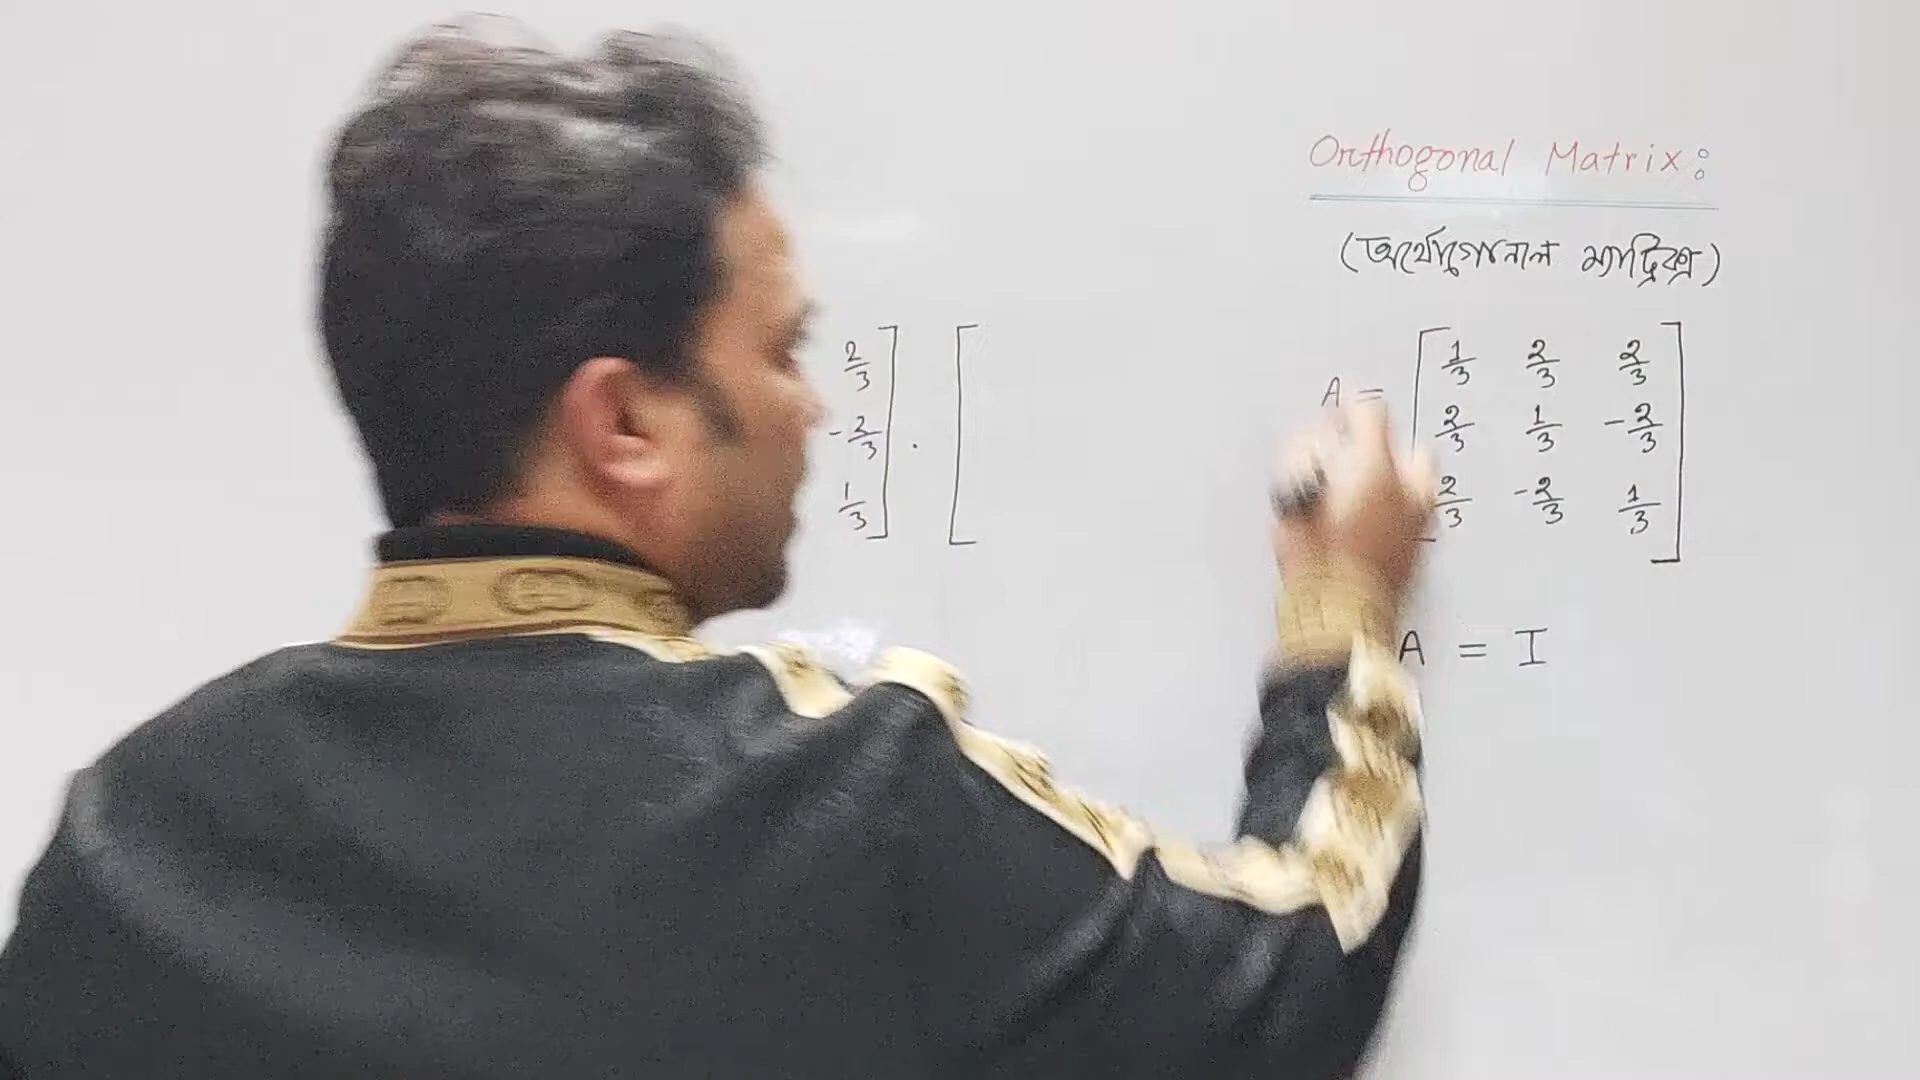 Orthogonal Matrix:
(অর্থোগোনাল ম্যাট্রিক্স)
2/3 ] . [
-2/3
1/3
A = [ 1/3 2/3 2/3 ]
2/3 1/3 -2/3
2/3 -2/3 1/3
A = I